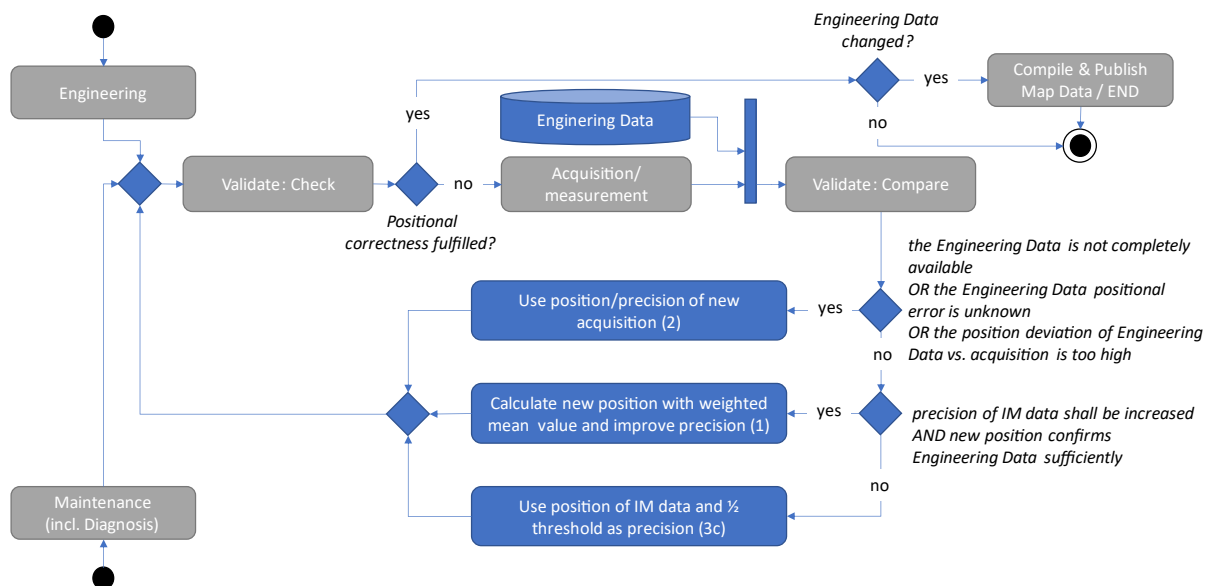 Engineering Data
changed?
Engineering
yes
Compile & Publish
Map Data / END
yes
Enginering Data
no
Validate: Check
no
Acquisition/
measurement
Validate: Compare
Positional
correctness fulfilled?
the Engineering Data is not completely
available
OR the Engineering Data positional
error is unknown
OR the position deviation of Engineering
Data vs. acquisition is too high
Use position/precision of new
acquisition (2)
yes
no
Calculate new position with weighted
mean value and improve precision (1)
yes
precision of IM data shall be increased
AND new position confirms
Engineering Data sufficiently
no
Maintenance
(incl. Diagnosis)
Use position of IM data and ½
threshold as precision (3c)